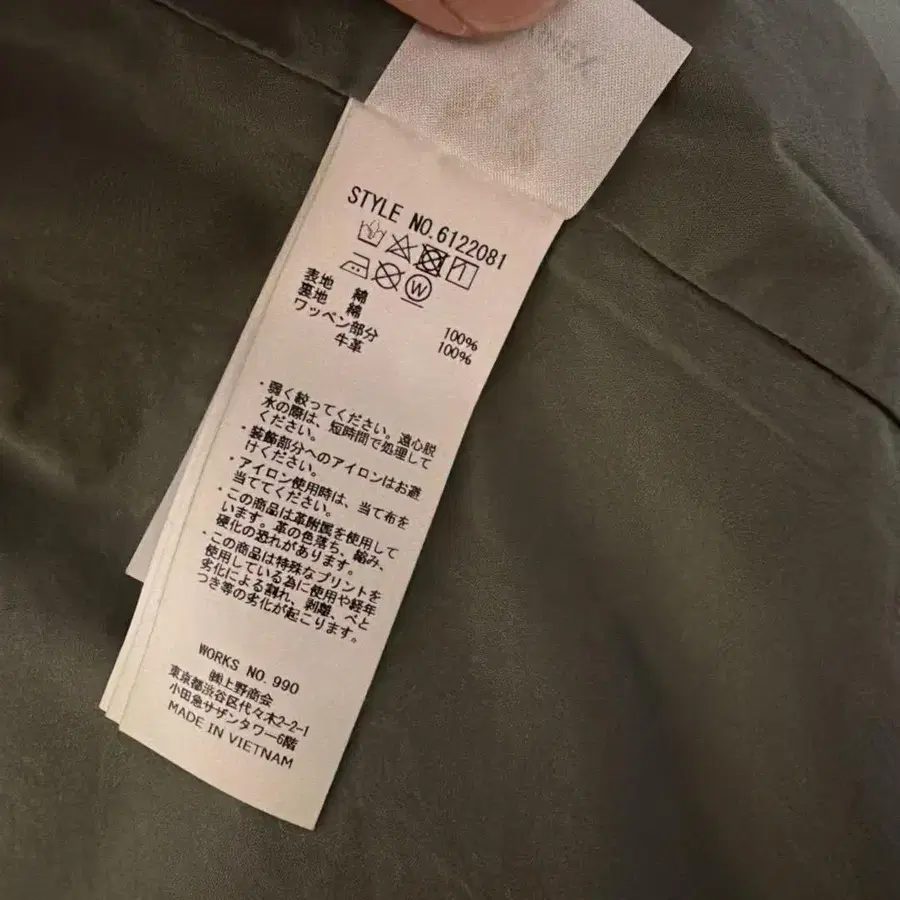 STYLE NO.6122081
W
表地 綿 100%
裏地 綿 100%
ワッペン部分
牛革
・弱く絞ってください。遠心脱
水の際は、短時間で処理して
ください。
・装飾部分へのアイロンはお避
けください。
・アイロン使用時は、当て布を
当ててください。
・この商品は革附属を使用して
います。革の色落ち、縮み、
硬化の恐れがあります。
・この商品は特殊なプリントを
使用している為に使用や経年
劣化による割れ、剥離、べと
つき等の劣化が起こります。
WORKS NO.990
㈱上野商会
東京都渋谷区代々木2-2-1
小田急サザンタワー6階
MADE IN VIETNAM